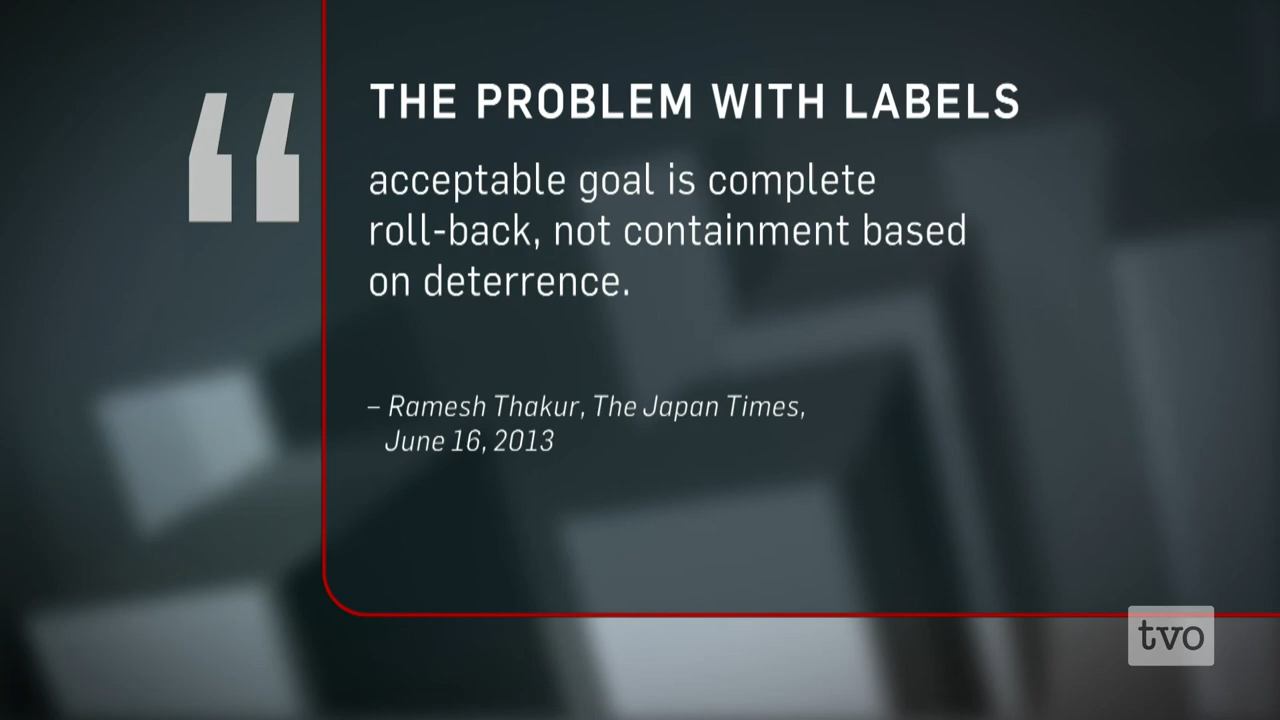 “
THE PROBLEM WITH LABELS
acceptable goal is complete
roll-back, not containment based
on deterrence.
– Ramesh Thakur, The Japan Times,
June 16, 2013
tvo